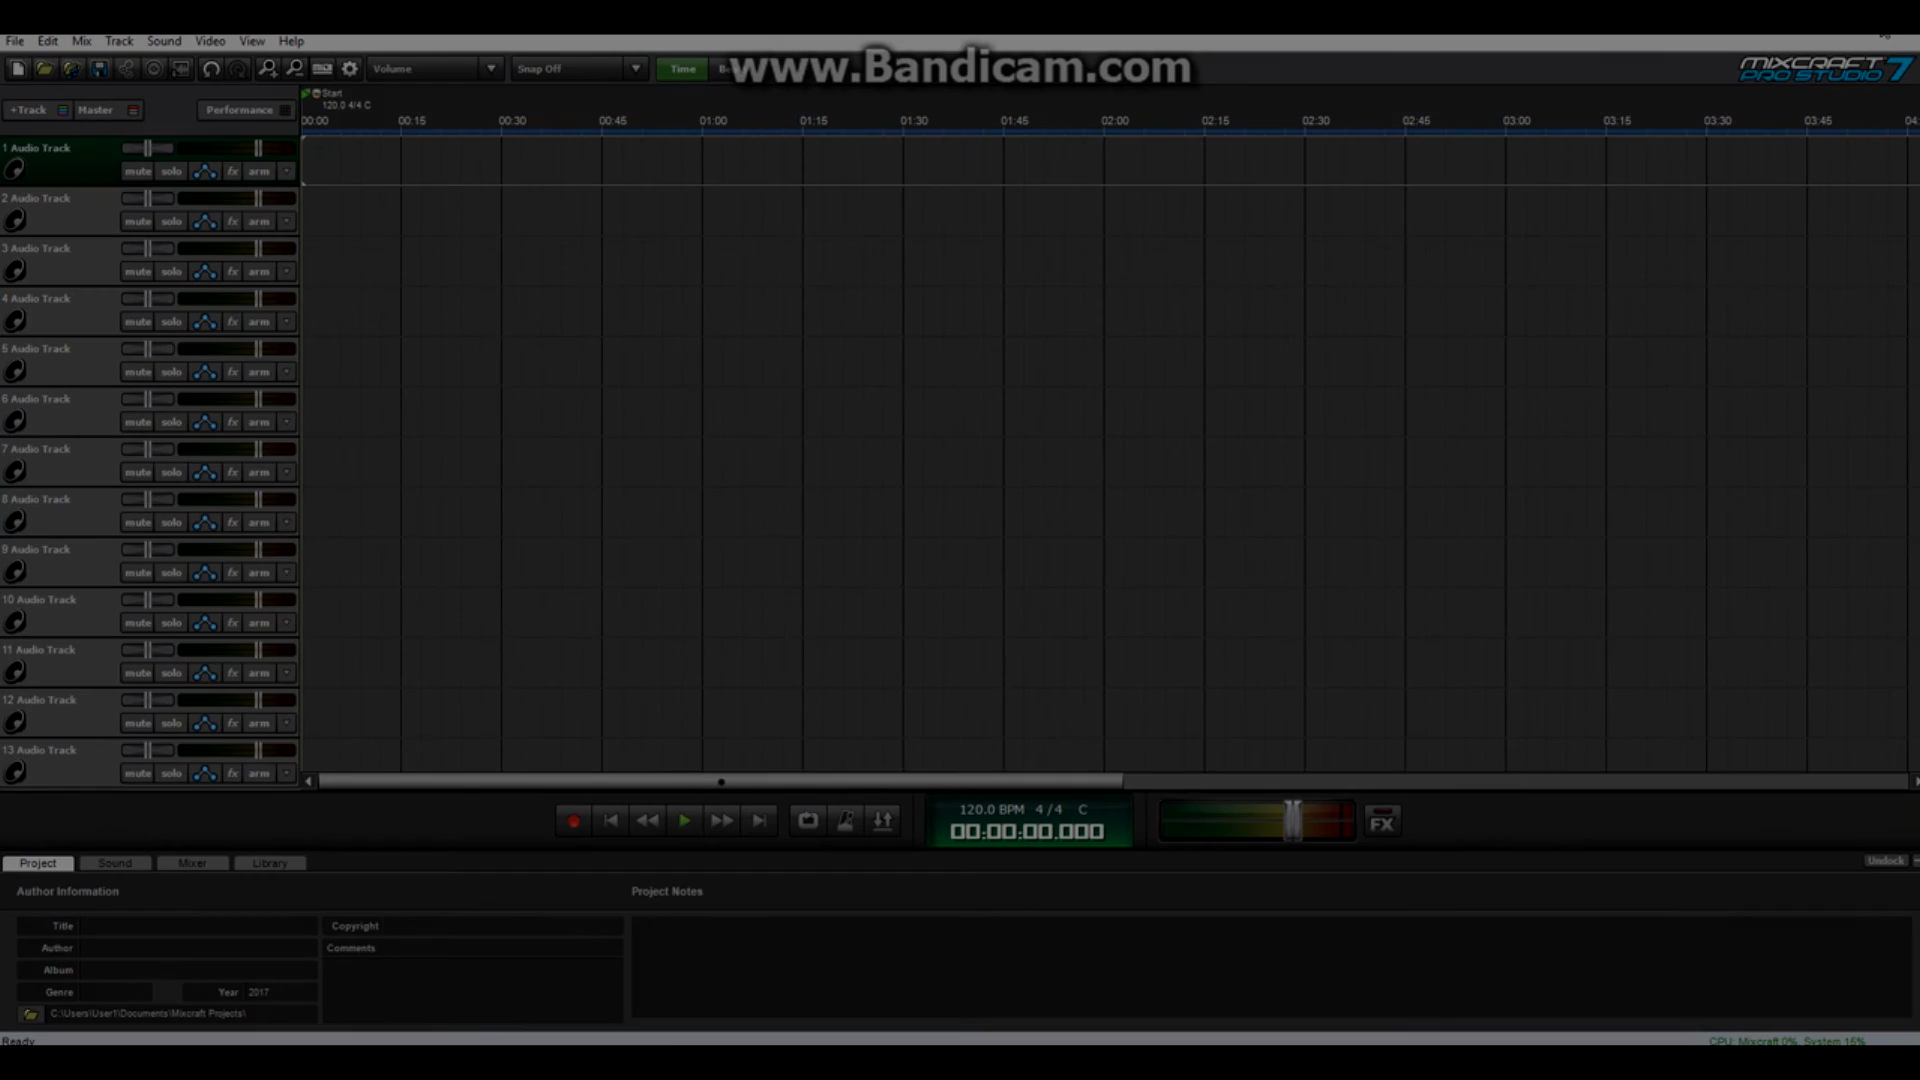 File Edit Mix Track Sound Video View Help
Volume Snap Off Time
www.Bandicam.com
MIXCRAFT
PRO STUDIO 7
+Track Master Performance
Start
120.0 4/4 C
00:00 00:15 00:30 00:45 01:00 01:15 01:30 01:45 02:00 02:15 02:30 02:45 03:00 03:15 03:30 03:45
1 Audio Track
mute solo fx arm
2 Audio Track
mute solo fx arm
3 Audio Track
mute solo fx arm
4 Audio Track
mute solo fx arm
5 Audio Track
mute solo fx arm
6 Audio Track
mute solo fx arm
7 Audio Track
mute solo fx arm
8 Audio Track
mute solo fx arm
9 Audio Track
mute solo fx arm
10 Audio Track
mute solo fx arm
11 Audio Track
mute solo fx arm
12 Audio Track
mute solo fx arm
13 Audio Track
mute solo fx arm
120.0 BPM 4/4 C
00:00:00.000
FX
Project Sound Mixer Library
Undock
Author Information
Project Notes
Title
Copyright
Author
Comments
Album
Genre
Year 2017
C:\Users\User1\Documents\Mixcraft Projects\
Ready
CPU: Mixcraft 0%, System 15%